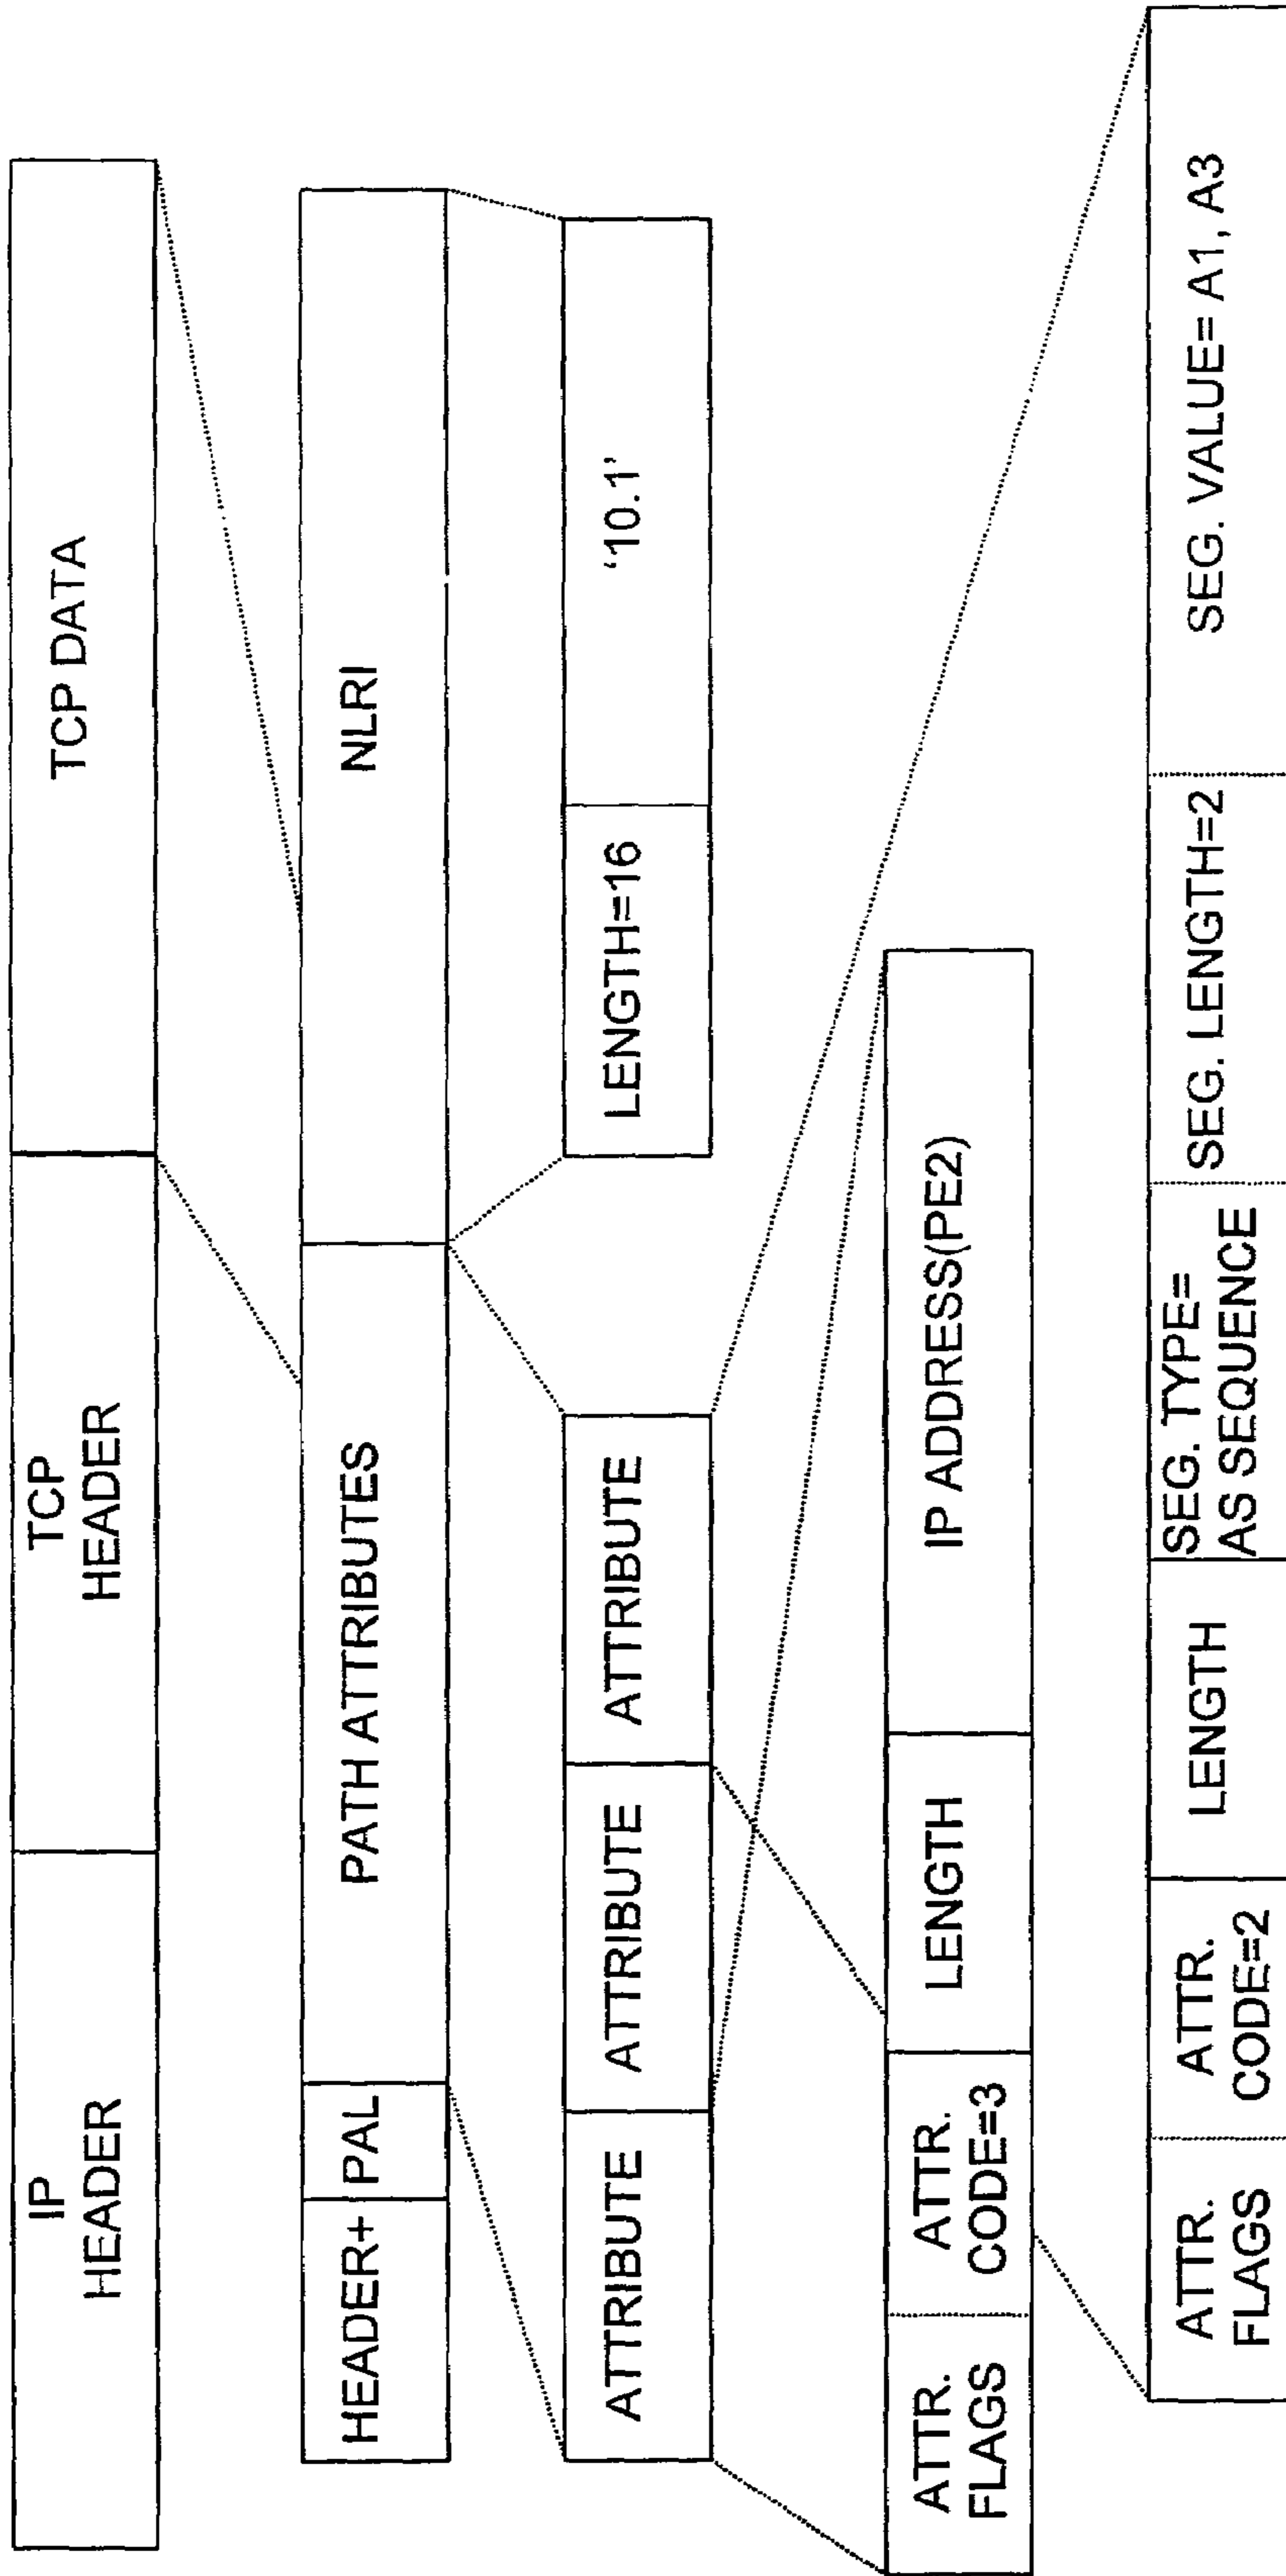 IP
HEADER
TCP
HEADER
TCP DATA
HEADER+
PAL
PATH ATTRIBUTES
NLRI
ATTRIBUTE
ATTRIBUTE
ATTRIBUTE
LENGTH=16
‘10.1’
ATTR.
FLAGS
ATTR.
CODE=3
LENGTH
IP ADDRESS(PE2)
ATTR.
FLAGS
ATTR.
CODE=2
LENGTH
SEG. TYPE=
AS SEQUENCE
SEG. LENGTH=2
SEG. VALUE= A1, A3